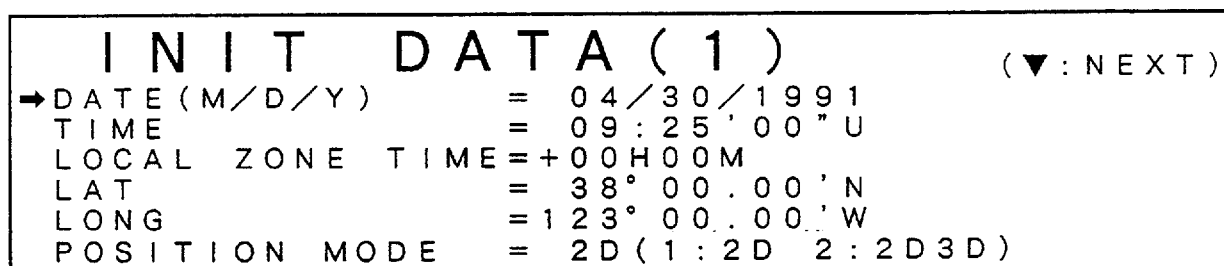 INIT DATA(1) (▼:NEXT)
➡DATE(M/D/Y) = 04/30/1991
TIME = 09:25'00"U
LOCAL ZONE TIME=+00H00M
LAT = 38°00.00'N
LONG =123°00.00'W
POSITION MODE = 2D(1:2D 2:2D3D)